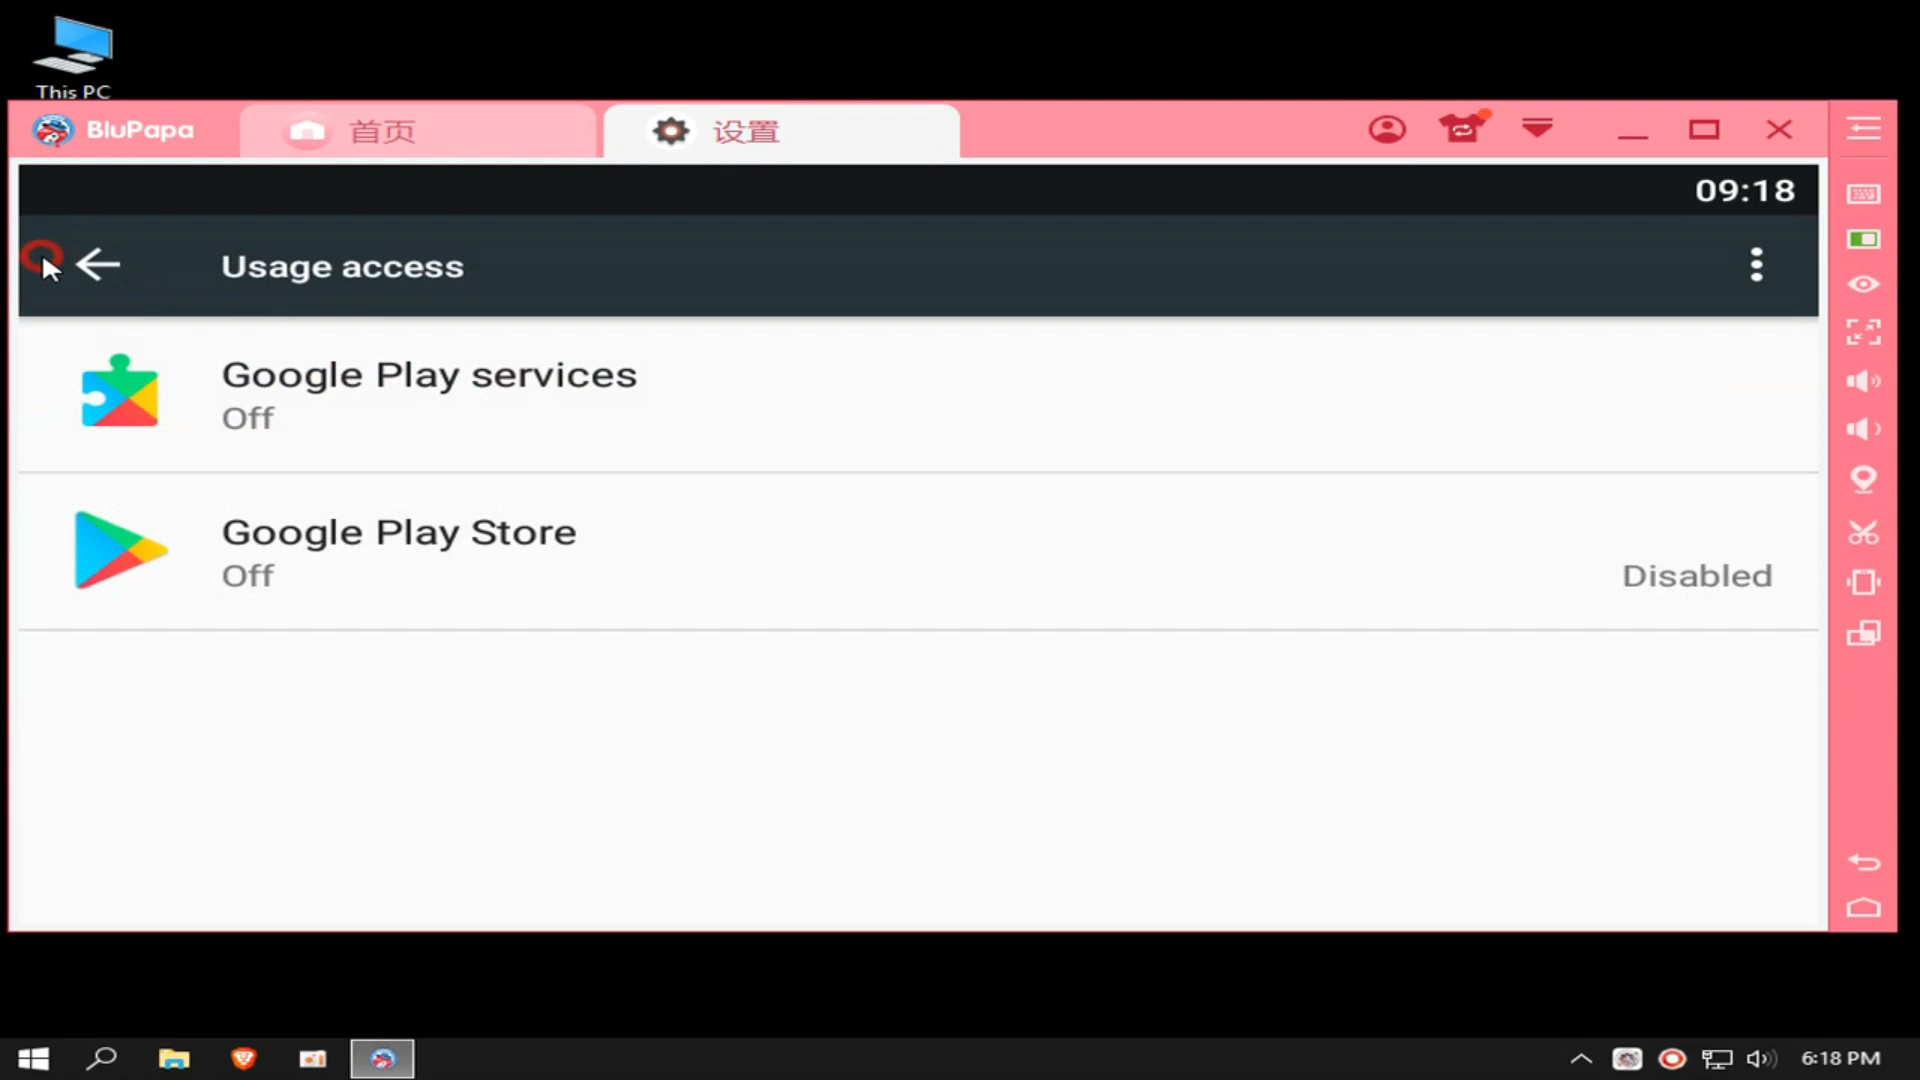 This PC
BluPapa
首页
设置
09:18
Usage access
Google Play services
Off
Google Play Store
Off
Disabled
6:18 PM